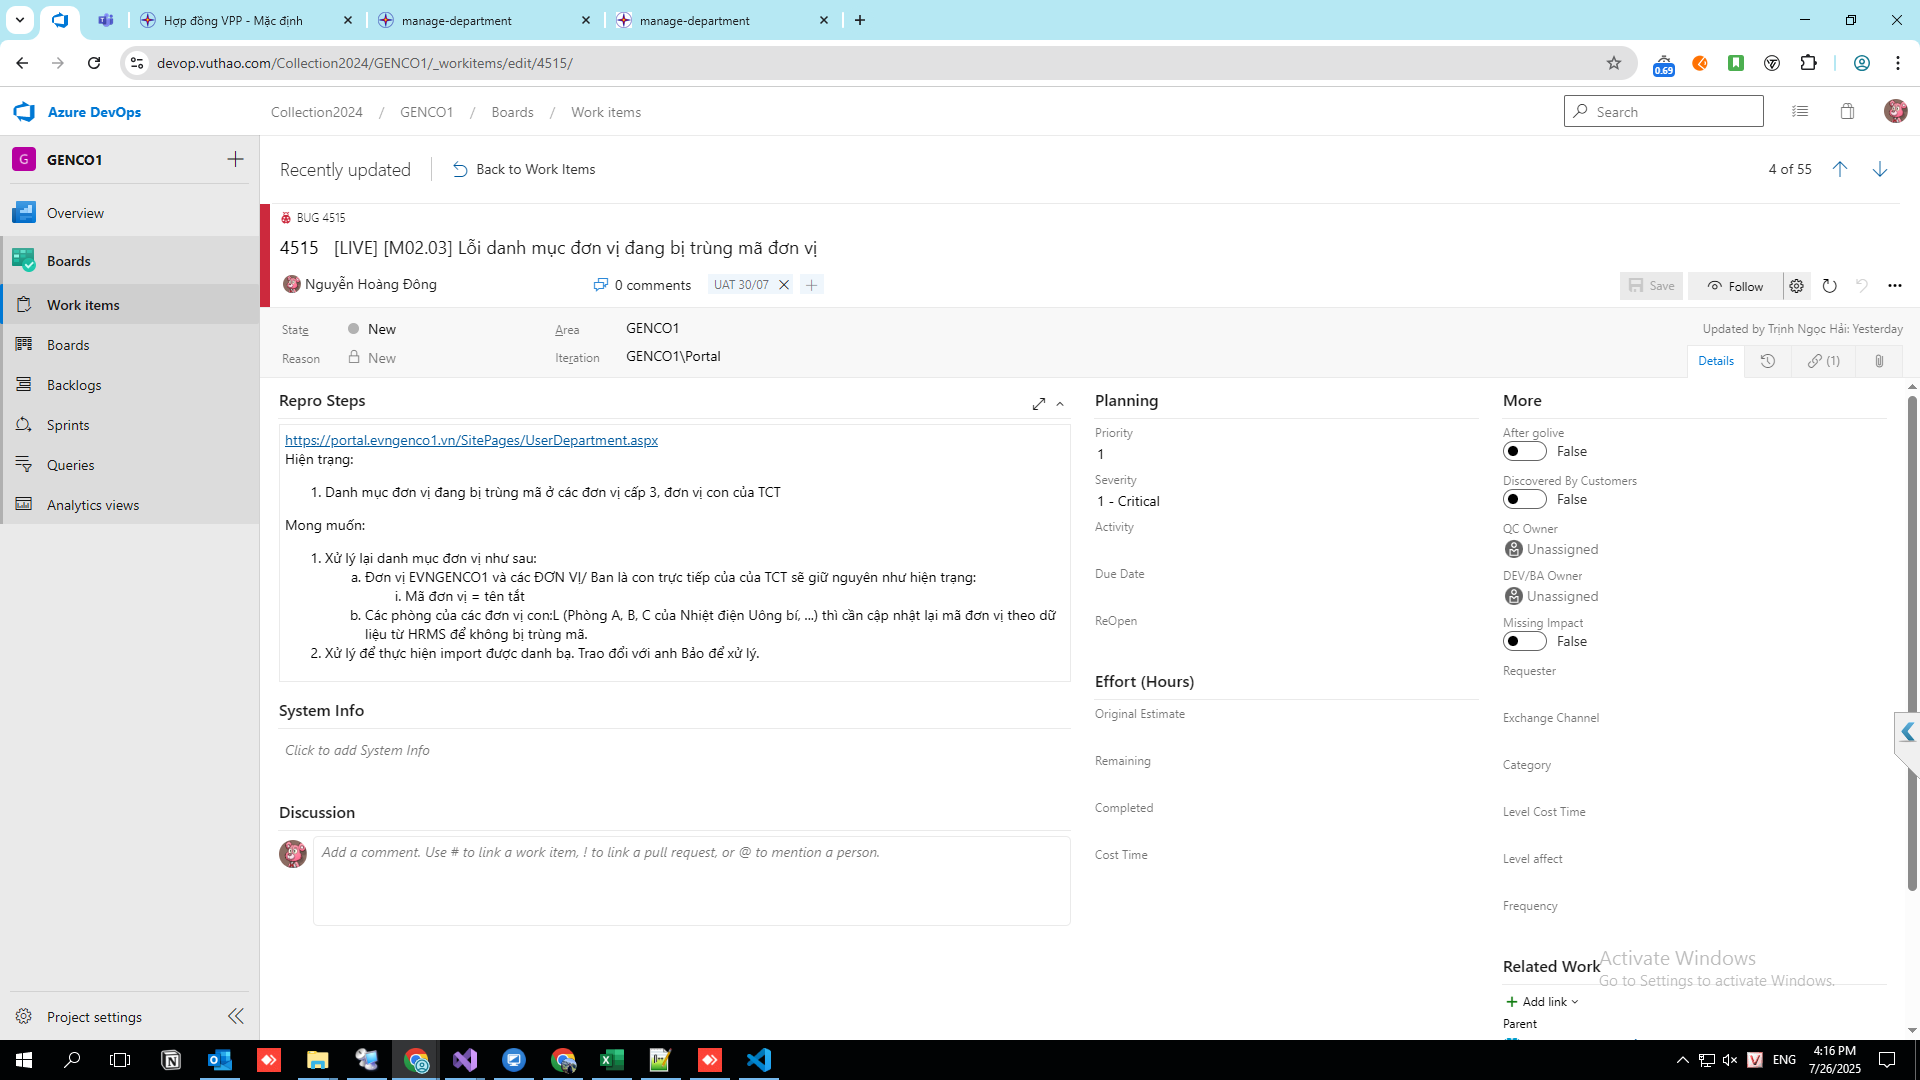 Hợp đồng VPP - Mặc định
manage-department
manage-department
devop.vuthao.com/Collection2024/GENCO1/_workitems/edit/4515/
0.69
Azure DevOps
Collection2024 / GENCO1 / Boards / Work items
Search
G GENCO1
Overview
Boards
Work items
Boards
Backlogs
Sprints
Queries
Analytics views
Project settings
Recently updated
Back to Work Items
4 of 55
BUG 4515
4515 [LIVE] [M02.03] Lỗi danh mục đơn vị đang bị trùng mã đơn vị
Nguyễn Hoàng Đông
0 comments
UAT 30/07
Save
Follow
State New
Area GENCO1
Updated by Trịnh Ngọc Hải: Yesterday
Reason New
Iteration GENCO1\Portal
Details
(1)
Repro Steps
https://portal.evngenco1.vn/SitePages/UserDepartment.aspx
Hiện trạng:
1. Danh mục đơn vị đang bị trùng mã ở các đơn vị cấp 3, đơn vị con của TCT
Mong muốn:
1. Xử lý lại danh mục đơn vị như sau:
a. Đơn vị EVNGENCO1 và các ĐƠN VỊ/ Ban là con trực tiếp của của TCT sẽ giữ nguyên như hiện trạng:
i. Mã đơn vị = tên tắt
b. Các phòng của các đơn vị con:L (Phòng A, B, C của Nhiệt điện Uông bí, ...) thì cần cập nhật lại mã đơn vị theo dữ
liệu từ HRMS để không bị trùng mã.
2. Xử lý để thực hiện import được danh bạ. Trao đổi với anh Bảo để xử lý.
System Info
Click to add System Info
Discussion
Add a comment. Use # to link a work item, ! to link a pull request, or @ to mention a person.
Planning
Priority
1
Severity
1 - Critical
Activity
Due Date
ReOpen
Effort (Hours)
Original Estimate
Remaining
Completed
Cost Time
More
After golive
False
Discovered By Customers
False
QC Owner
Unassigned
DEV/BA Owner
Unassigned
Missing Impact
False
Requester
Exchange Channel
Category
Level Cost Time
Level affect
Frequency
Related Work
Add link
Parent
Activate Windows
Go to Settings to activate Windows.
ENG
4:16 PM
7/26/2025